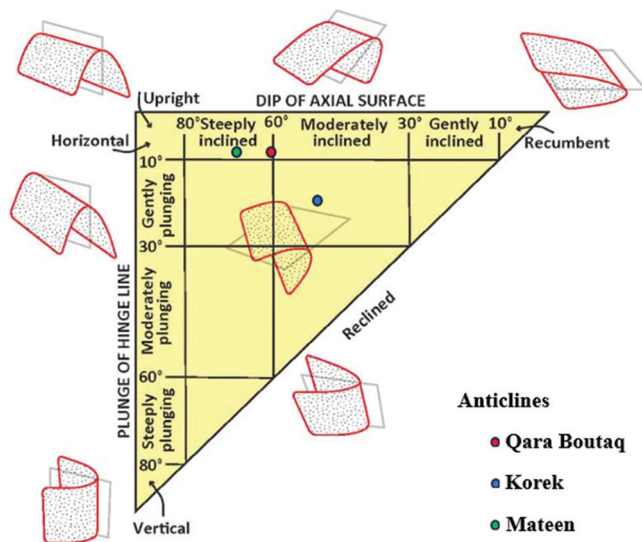 Upright
DIP OF AXIAL SURFACE
80° Steeply inclined
60°
Moderately inclined
30°
Gently inclined
10°
Horizontal
Recumbent
10°
Gently plunging
30°
Moderately plunging
60°
Steeply plunging
80°
PLUNGE OF HINGE LINE
Reclined
Vertical
Anticlines
Qara Boutaq
Korek
Mateen